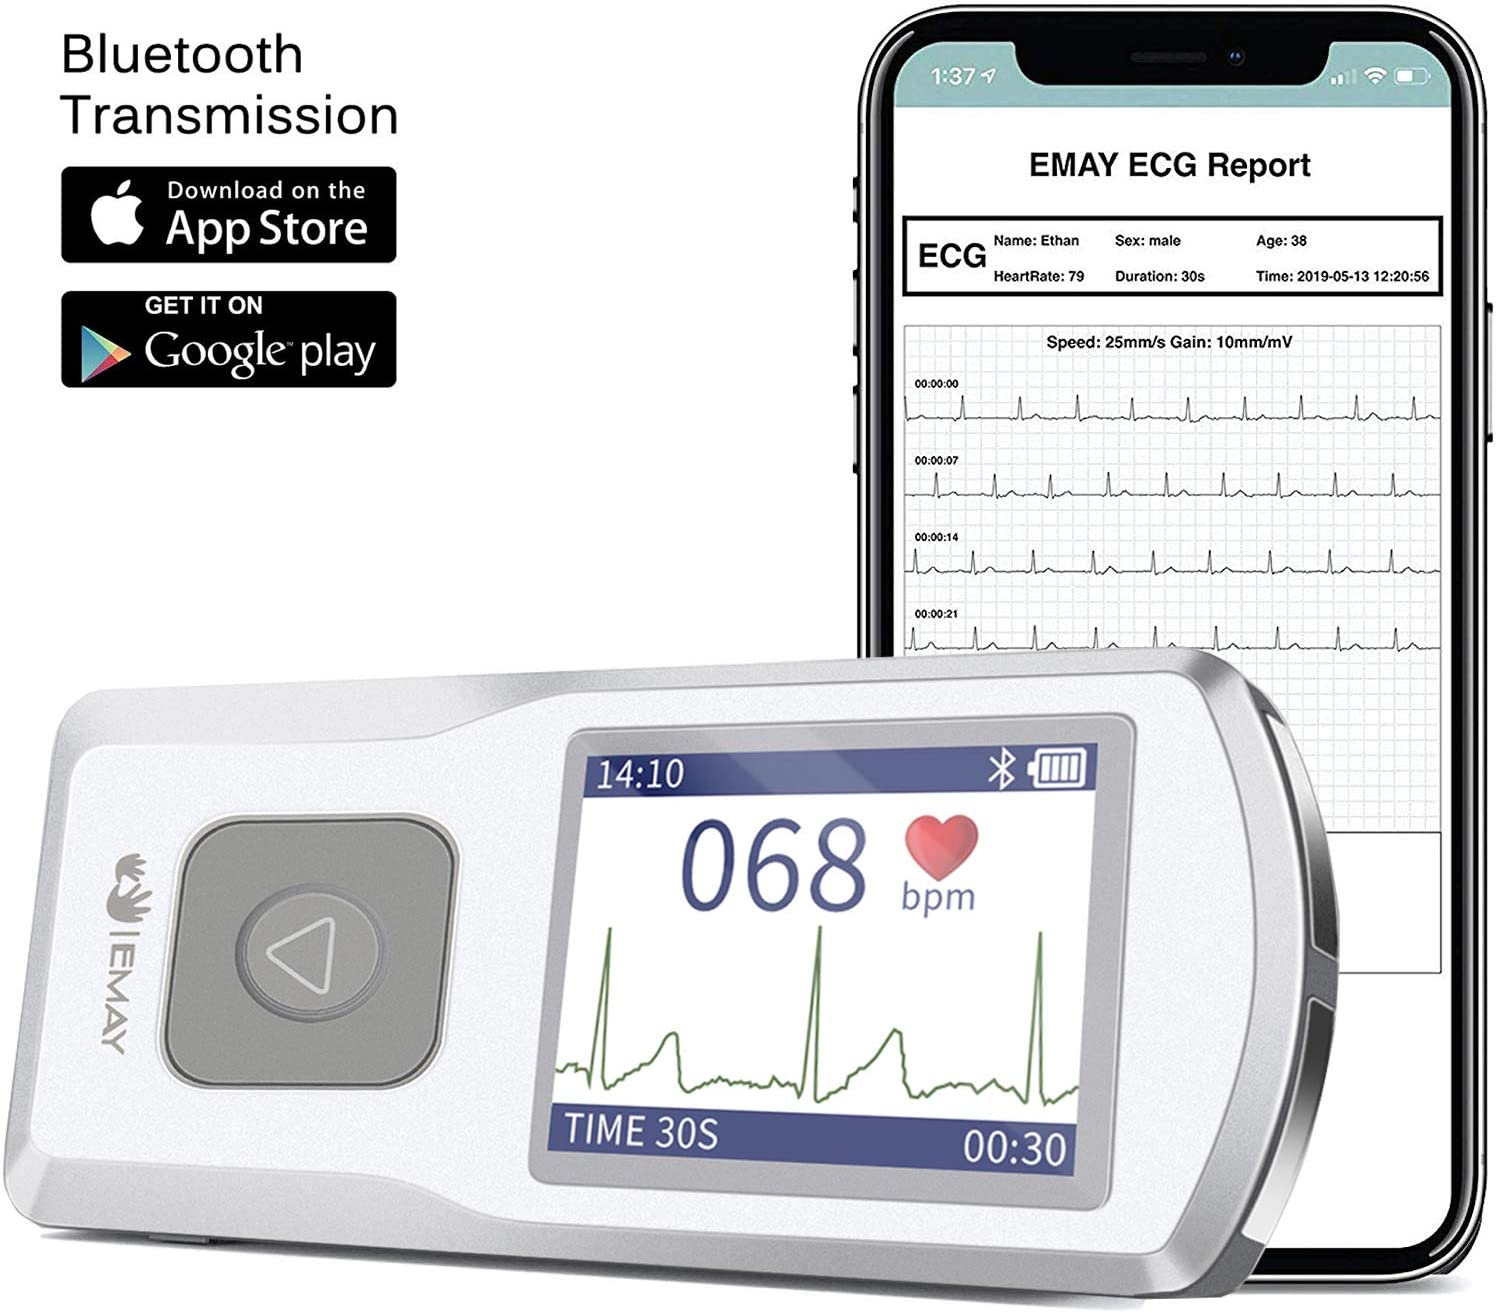 Bluetooth
Transmission
Download on the
App Store
GET IT ON
Google play
1:37
EMAY ECG Report
ECG
Name: Ethan Sex: male Age: 38
HeartRate: 79 Duration: 30s Time: 2019-05-13 12:20:56
Speed: 25mm/s Gain: 10mm/mV
00:00:00
00:00:07
00:00:14
00:00:21
14:10
068
bpm
TIME 30S 00:30
EMAY